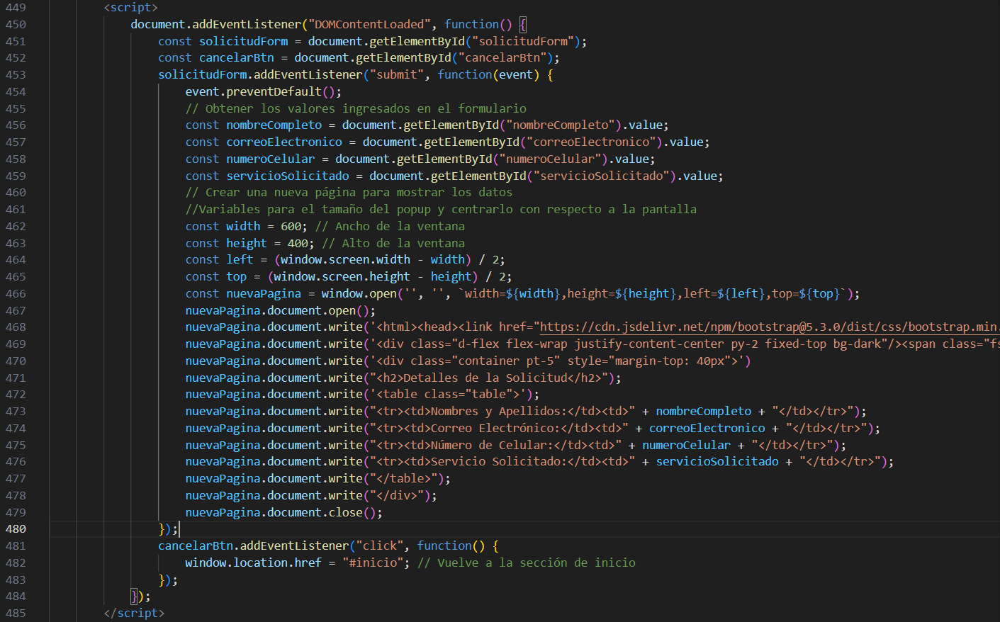 449 <script>
450 document.addEventListener("DOMContentLoaded", function() {
451 const solicitudForm = document.getElementById("solicitudForm");
452 const cancelarBtn = document.getElementById("cancelarBtn");
453 solicitudForm.addEventListener("submit", function(event) {
454 event.preventDefault();
455 // Obtener los valores ingresados en el formulario
456 const nombreCompleto = document.getElementById("nombreCompleto").value;
457 const correoElectronico = document.getElementById("correoElectronico").value;
458 const numeroCelular = document.getElementById("numeroCelular").value;
459 const servicioSolicitado = document.getElementById("servicioSolicitado").value;
460 // Crear una nueva página para mostrar los datos
461 //Variables para el tamaño del popup y centrarlo con respecto a la pantalla
462 const width = 600; // Ancho de la ventana
463 const height = 400; // Alto de la ventana
464 const left = (window.screen.width - width) / 2;
465 const top = (window.screen.height - height) / 2;
466 const nuevaPagina = window.open('', '', `width=${width},height=${height},left=${left},top=${top}`);
467 nuevaPagina.document.open();
468 nuevaPagina.document.write('<html><head><link href="https://cdn.jsdelivr.net/npm/bootstrap@5.3.0/dist/css/bootstrap.min.
469 nuevaPagina.document.write('<div class="d-flex flex-wrap justify-content-center py-2 fixed-top bg-dark"/><span class="fs
470 nuevaPagina.document.write('<div class="container pt-5" style="margin-top: 40px">')
471 nuevaPagina.document.write("<h2>Detalles de la Solicitud</h2>");
472 nuevaPagina.document.write('<table class="table">');
473 nuevaPagina.document.write("<tr><td>Nombres y Apellidos:</td><td>" + nombreCompleto + "</td></tr>");
474 nuevaPagina.document.write("<tr><td>Correo Electrónico:</td><td>" + correoElectronico + "</td></tr>");
475 nuevaPagina.document.write("<tr><td>Número de Celular:</td><td>" + numeroCelular + "</td></tr>");
476 nuevaPagina.document.write("<tr><td>Servicio Solicitado:</td><td>" + servicioSolicitado + "</td></tr>");
477 nuevaPagina.document.write("</table>");
478 nuevaPagina.document.write("</div>");
479 nuevaPagina.document.close();
480 });
481 cancelarBtn.addEventListener("click", function() {
482 window.location.href = "#inicio"; // Vuelve a la sección de inicio
483 });
484 });
485 </script>